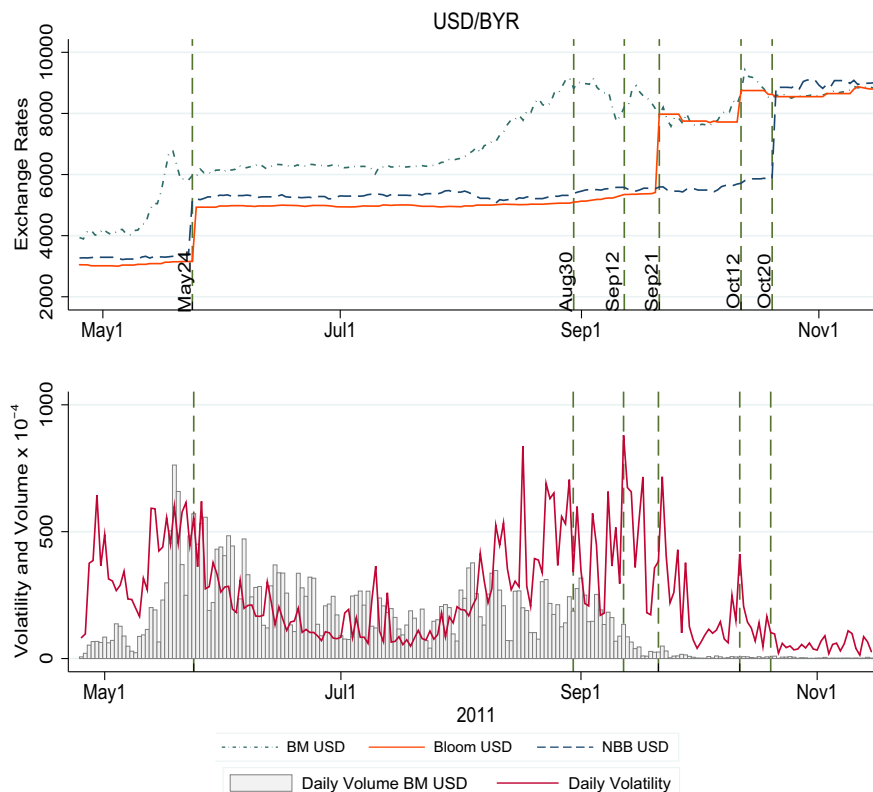 USD/BYR
Exchange Rates
10000
8000
6000
4000
2000
May24
Aug30
Sep12
Sep21
Oct12
Oct20
May1
Jul1
Sep1
Nov1
Volatility and Volume x 10⁻⁴
1000
500
0
May1
Jul1
Sep1
Nov1
2011
BM USD
Bloom USD
NBB USD
Daily Volume BM USD
Daily Volatility